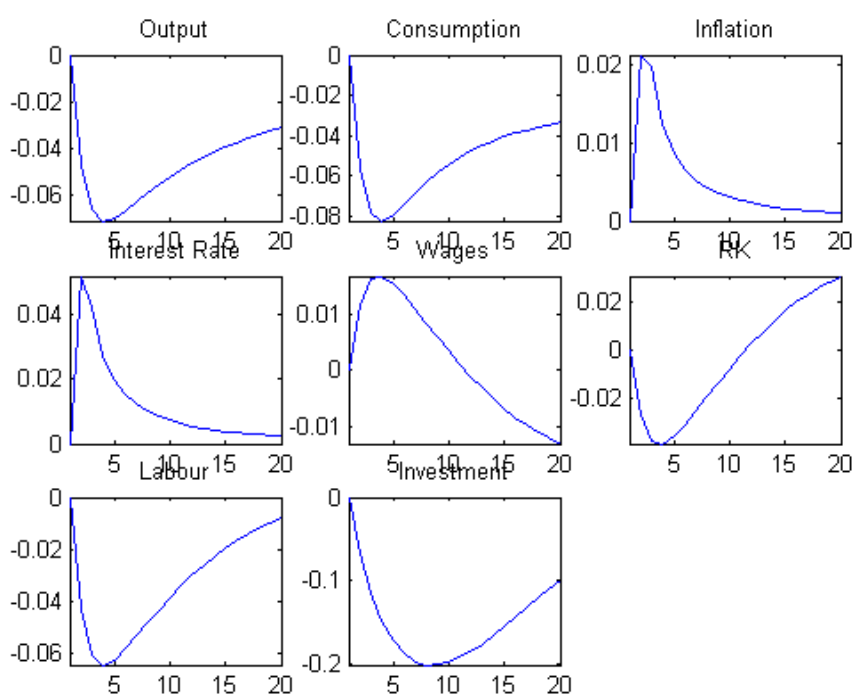 Output Consumption Inflation
0 0 0.02
-0.02 -0.02
-0.04 -0.04 0.01
-0.06 -0.06
-0.08 0
5 10 15 20 5 10 15 20 5 10 15 20
Interest Rate Wages RK
0.04 0.01 0.02
0.02 0 0
0 -0.01 -0.02
5 10 15 20 5 10 15 20 5 10 15 20
Labour Investment
0 0
-0.02
-0.04 -0.1
-0.06 -0.2
5 10 15 20 5 10 15 20